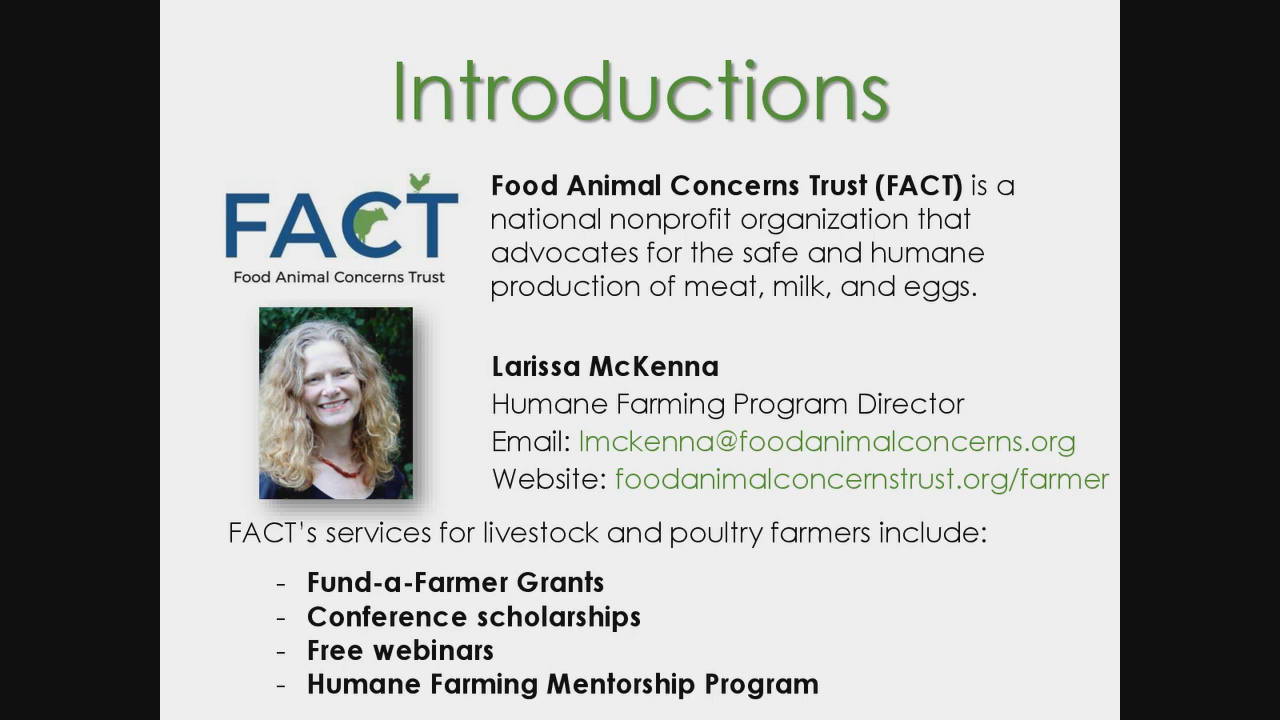 Introductions
FACT
Food Animal Concerns Trust
Food Animal Concerns Trust (FACT) is a
national nonprofit organization that
advocates for the safe and humane
production of meat, milk, and eggs.
Larissa McKenna
Humane Farming Program Director
Email: lmckenna@foodanimalconcerns.org
Website: foodanimalconcernstrust.org/farmer
FACT's services for livestock and poultry farmers include:
- Fund-a-Farmer Grants
- Conference scholarships
- Free webinars
- Humane Farming Mentorship Program